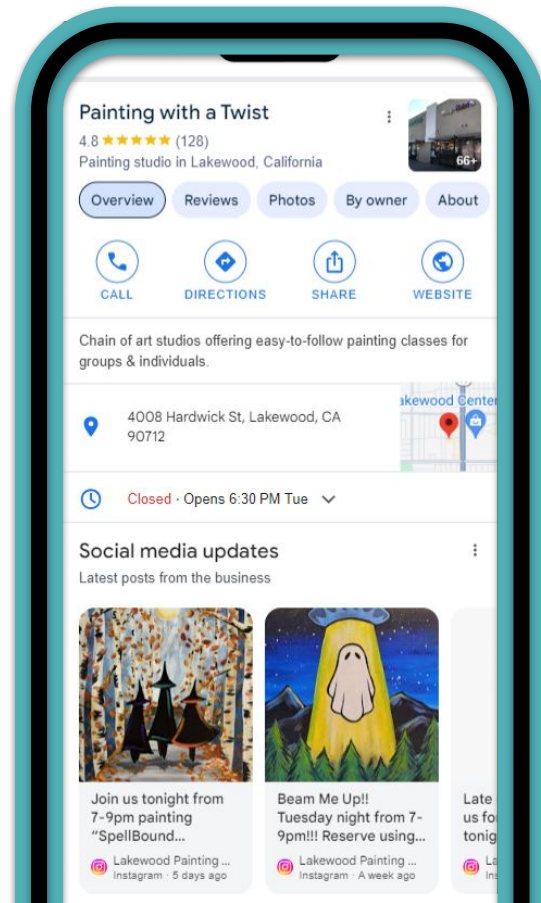 Painting with a Twist
4.8 ★★★★★ (128)
Painting studio in Lakewood, California
66+
Overview Reviews Photos By owner About
CALL DIRECTIONS SHARE WEBSITE
Chain of art studios offering easy-to-follow painting classes for
groups & individuals.
4008 Hardwick St, Lakewood, CA
90712
akewood Center
Closed · Opens 6:30 PM Tue
Social media updates
Latest posts from the business
Join us tonight from
7-9pm painting
“SpellBound...
Lakewood Painting ...
Instagram · 5 days ago
Beam Me Up!!
Tuesday night from 7-
9pm!!! Reserve using...
Lakewood Painting ...
Instagram · A week ago
Late
us fo
tonig
La
Ins